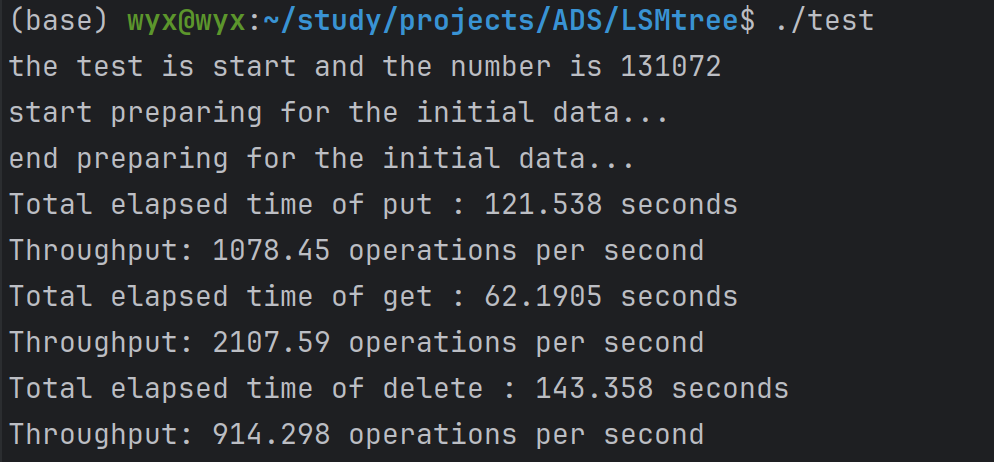 (base) wyx@wyx:~/study/projects/ADS/LSMtree$ ./test
the test is start and the number is 131072
start preparing for the initial data...
end preparing for the initial data...
Total elapsed time of put : 121.538 seconds
Throughput: 1078.45 operations per second
Total elapsed time of get : 62.1905 seconds
Throughput: 2107.59 operations per second
Total elapsed time of delete : 143.358 seconds
Throughput: 914.298 operations per second